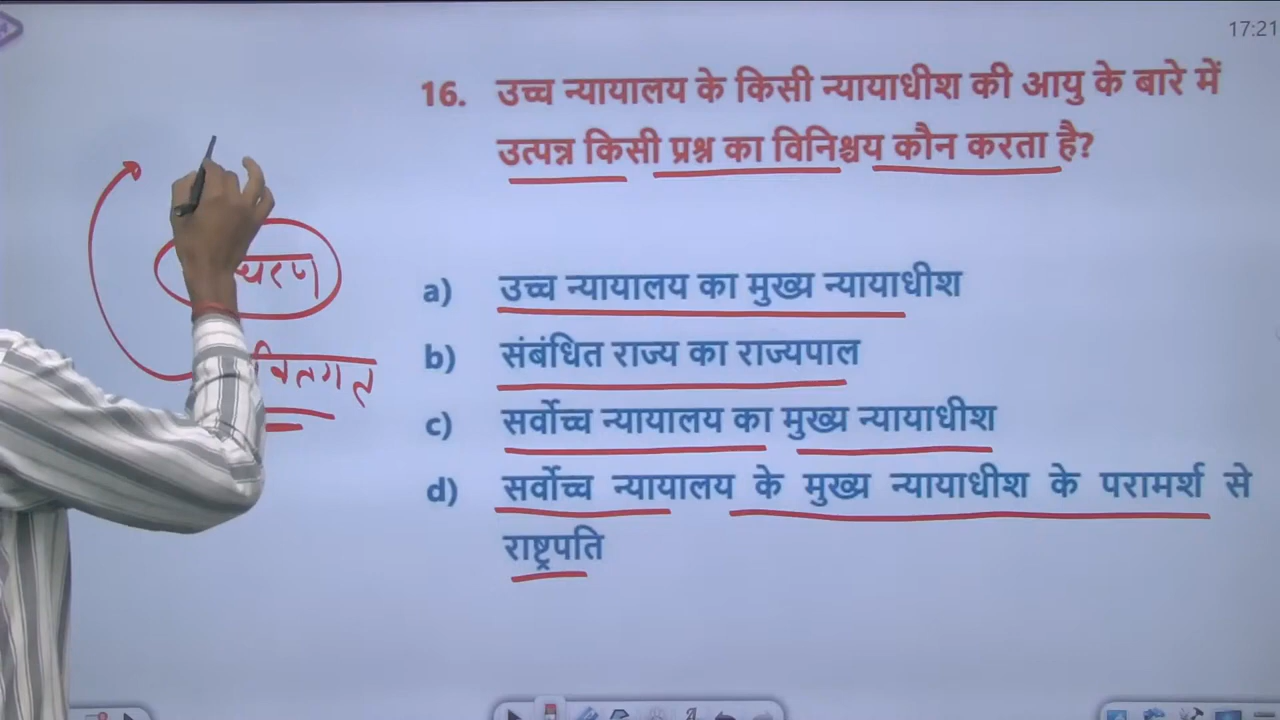 17:21
16. उच्च न्यायालय के किसी न्यायाधीश की आयु के बारे में
उत्पन्न किसी प्रश्न का विनिश्चय कौन करता है?
a) उच्च न्यायालय का मुख्य न्यायाधीश
b) संबंधित राज्य का राज्यपाल
c) सर्वोच्च न्यायालय का मुख्य न्यायाधीश
d) सर्वोच्च न्यायालय के मुख्य न्यायाधीश के परामर्श से
राष्ट्रपति